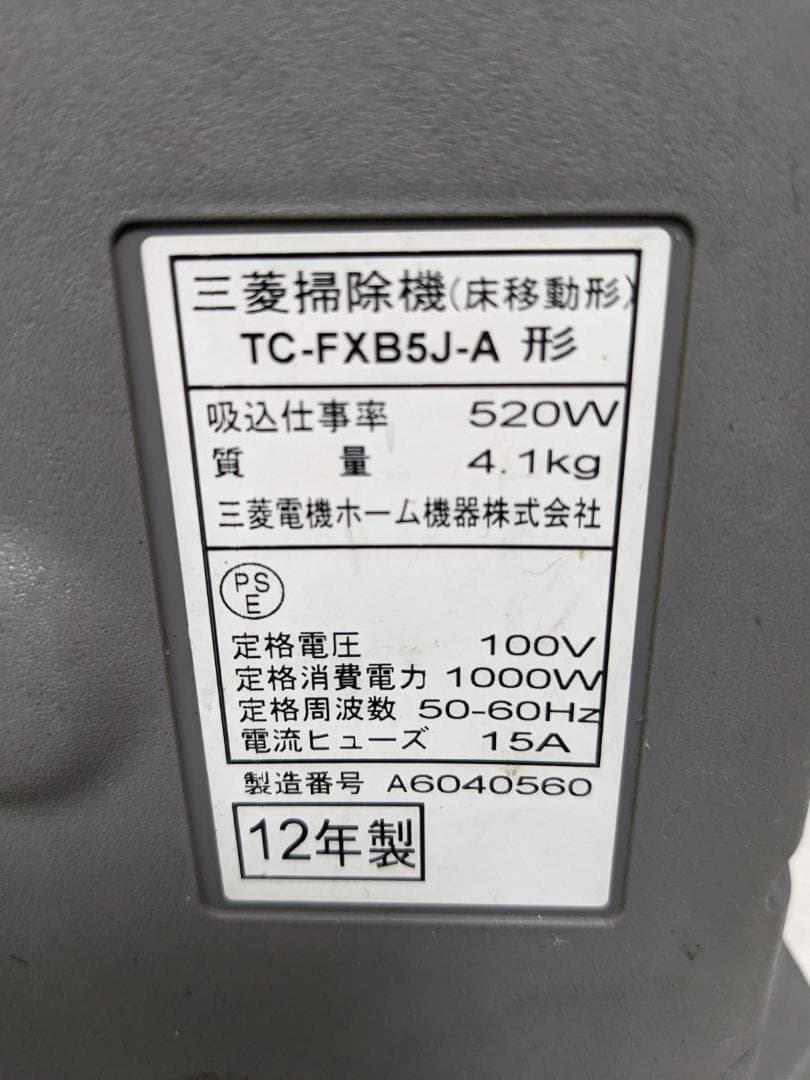 三菱掃除機(床移動形)
TC-FXB5J-A 形
吸込仕事率 520W
質量 4.1kg
三菱電機ホーム機器株式会社
PS
E
定格電圧 100V
定格消費電力 1000W
定格周波数 50-60Hz
電流ヒューズ 15A
製造番号 A6040560
12年製